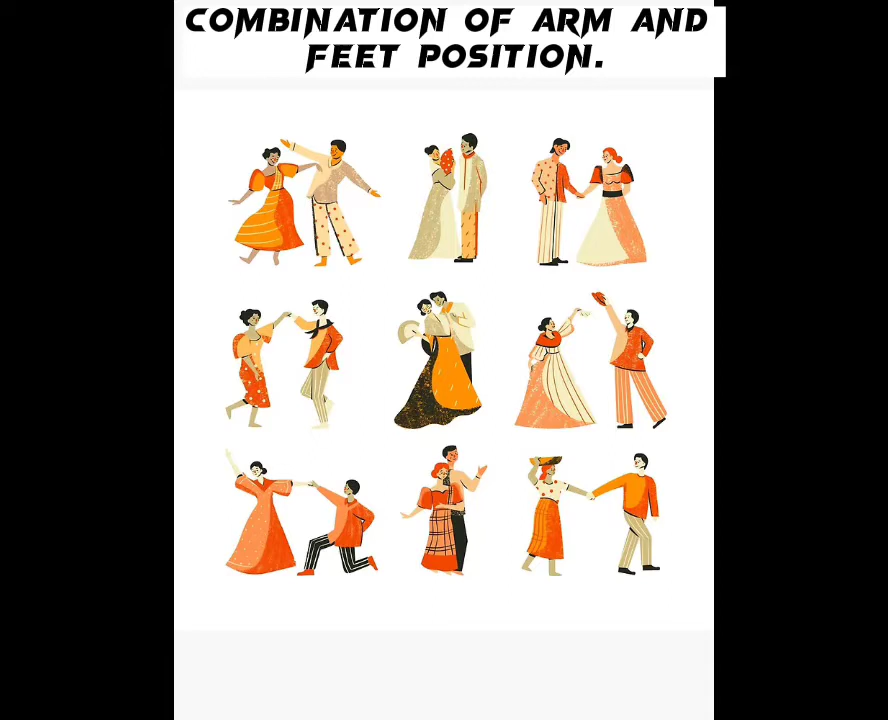 COMBINATION OF ARM AND
FEET POSITION.